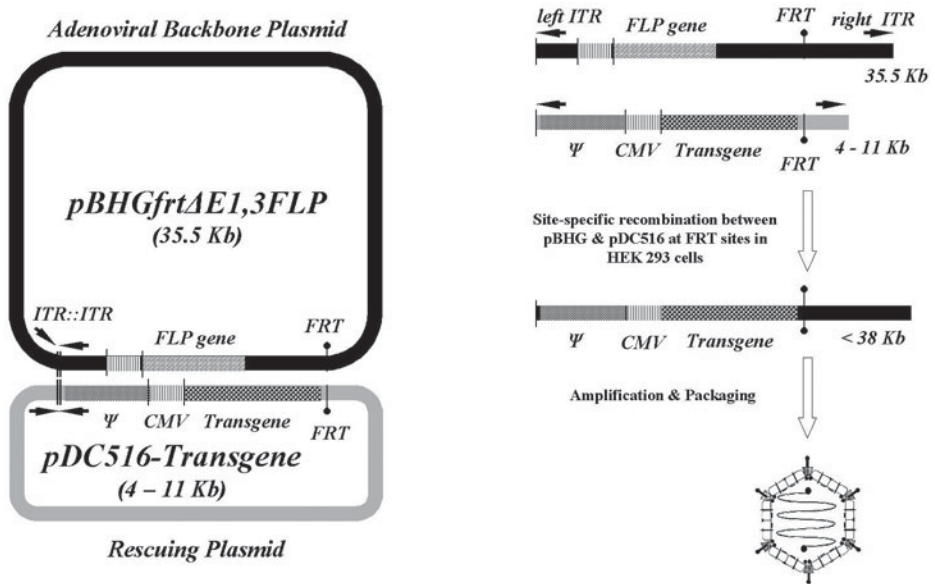 Adenoviral Backbone Plasmid
pBHGfrtΔE1,3FLP
(35.5 Kb)
ITR::ITR
FLP gene
FRT
Ψ CMV Transgene FRT
pDC516-Transgene
(4 – 11 Kb)
Rescuing Plasmid
left ITR FLP gene FRT right ITR
35.5 Kb
Ψ CMV Transgene 4 - 11 Kb
FRT
Site-specific recombination between
pBHG & pDC516 at FRT sites in
HEK 293 cells
Ψ CMV Transgene < 38 Kb
Amplification & Packaging